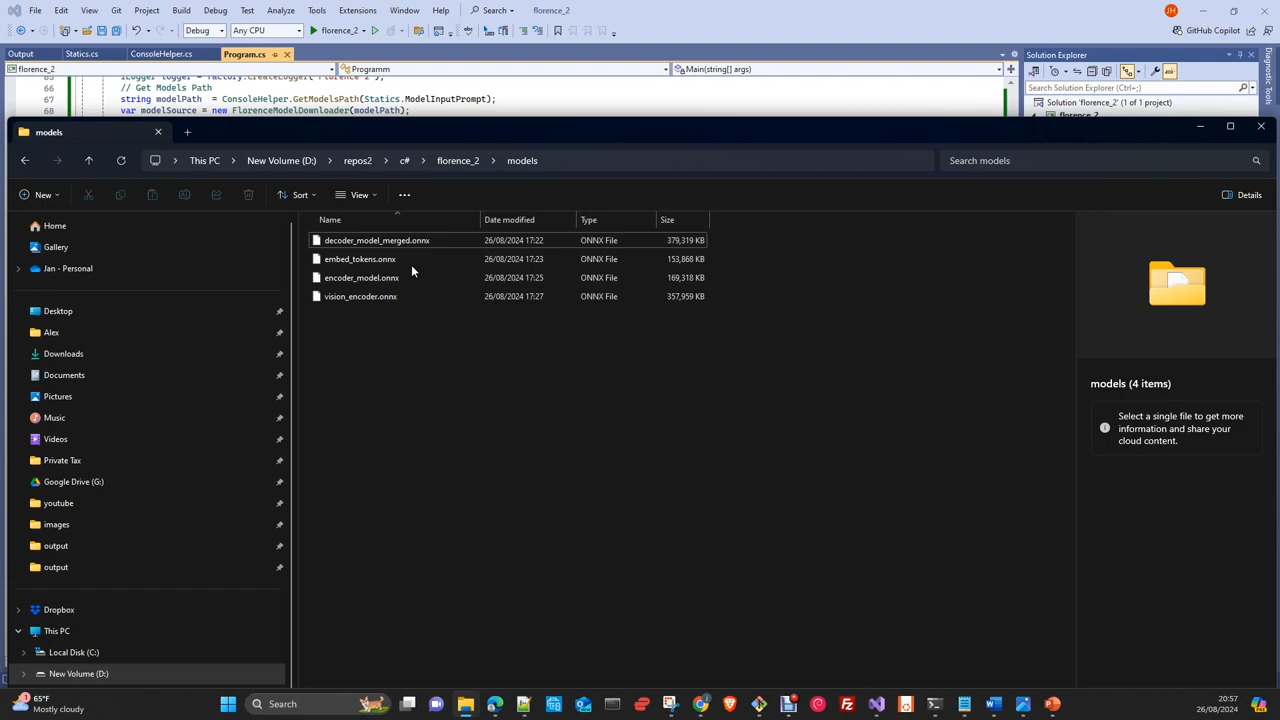 File Edit View Git Project Build Debug Test Analyze Tools Extensions Window Help Search florence_2 JH
Debug Any CPU florence_2 GitHub Copilot
Output Statics.cs ConsoleHelper.cs Program.cs Solution Explorer
florence_2 Programm Main(string[] args)
ILogger logger = factory.CreateLogger("Florence-2");
66 // Get Models Path Search Solution Explorer (Ctrl+;)
67 string modelPath = ConsoleHelper.GetModelsPath(Statics.ModelInputPrompt); Solution 'florence_2' (1 of 1 project)
68 var modelSource = new FlorenceModelDownloader(modelPath); florence_2
Diagnostic Tools
models
This PC New Volume (D:) repos2 c# florence_2 models Search models
New Sort View Details
Name Date modified Type Size
decoder_model_merged.onnx 26/08/2024 17:22 ONNX File 379,319 KB
embed_tokens.onnx 26/08/2024 17:23 ONNX File 153,868 KB
encoder_model.onnx 26/08/2024 17:25 ONNX File 169,318 KB
vision_encoder.onnx 26/08/2024 17:27 ONNX File 357,959 KB
Home
Gallery
Jan - Personal
Desktop
Alex
Downloads
Documents
Pictures
Music
Videos
Private Tax
Google Drive (G:)
youtube
images
output
output
Dropbox
This PC
Local Disk (C:)
New Volume (D:)
models (4 items)
Select a single file to get more
information and share your
cloud content.
65°F
Mostly cloudy
Search
20:57
26/08/2024